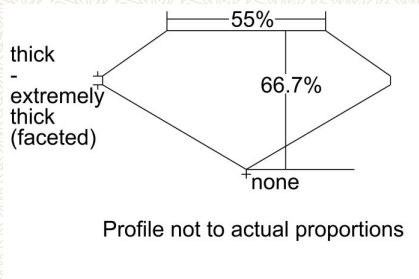 55%
thick
-
extremely
thick
(faceted)
66.7%
none
Profile not to actual proportions